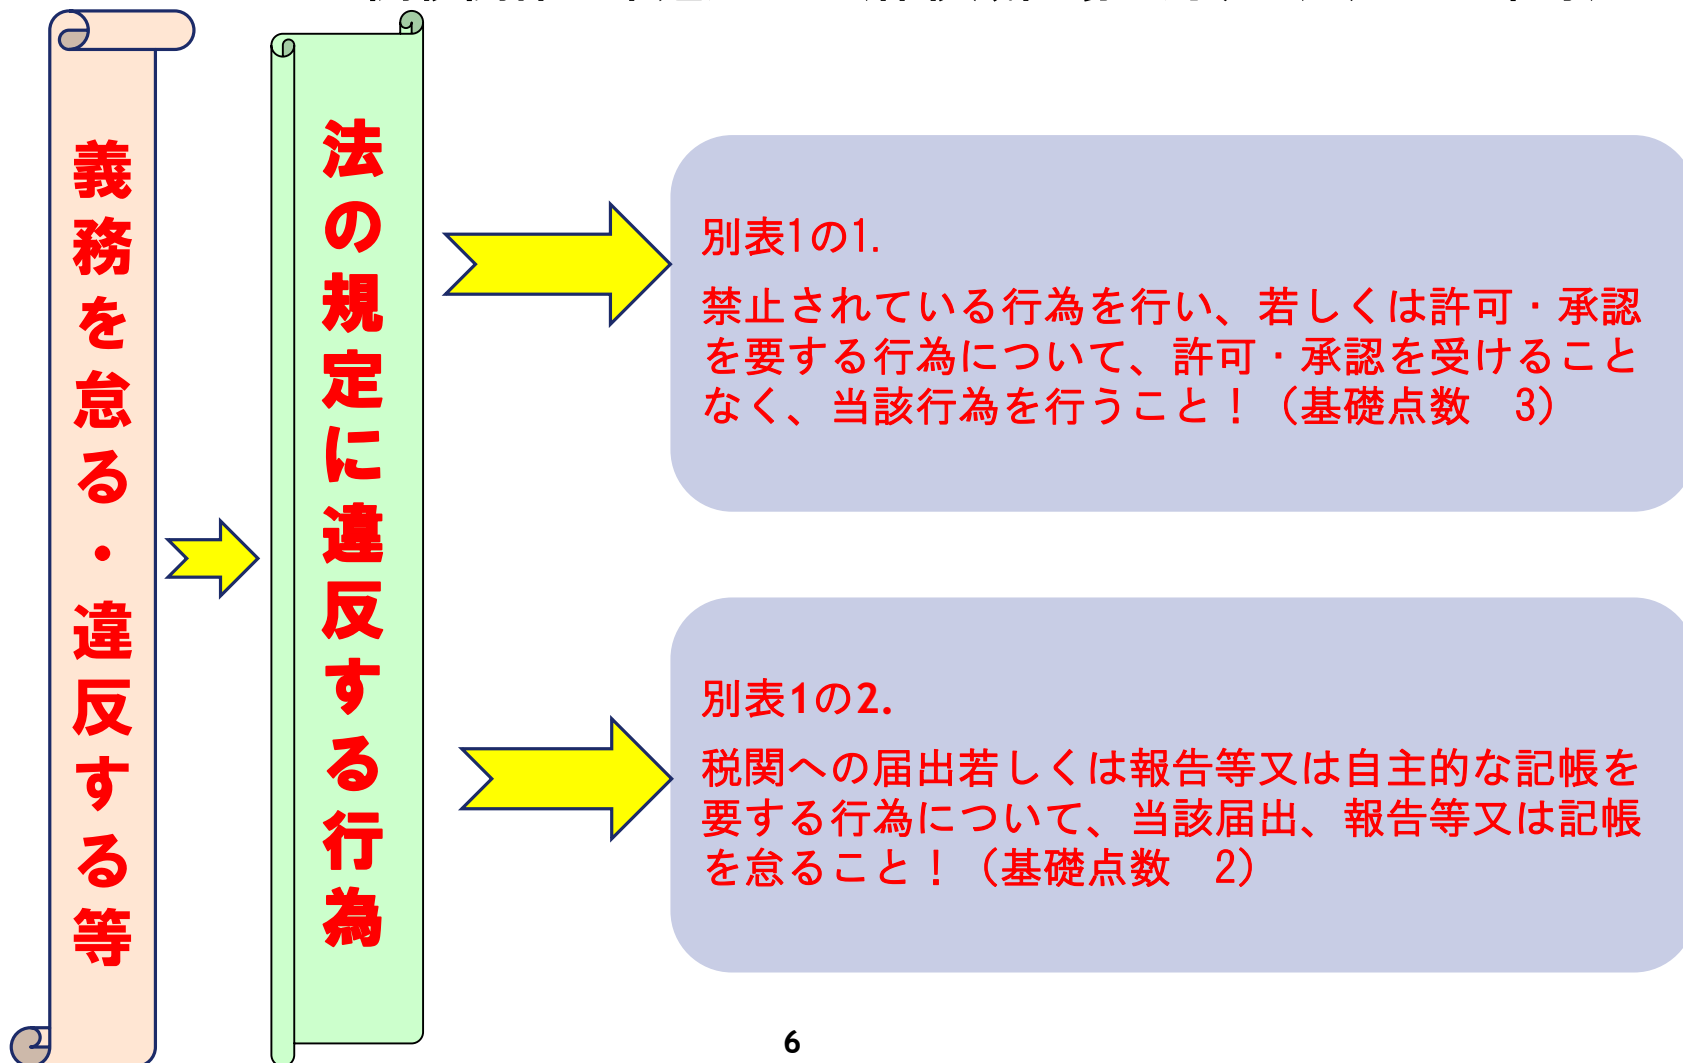 義務を怠る・違反する等
法の規定に違反する行為
別表1の1.
禁止されている行為を行い、若しくは許可・承認
を要する行為について、許可・承認を受けること
なく、当該行為を行うこと！（基礎点数　3）
別表1の2.
税関への届出若しくは報告等又は自主的な記帳を
要する行為について、当該届出、報告等又は記帳
を怠ること！（基礎点数　2）
6